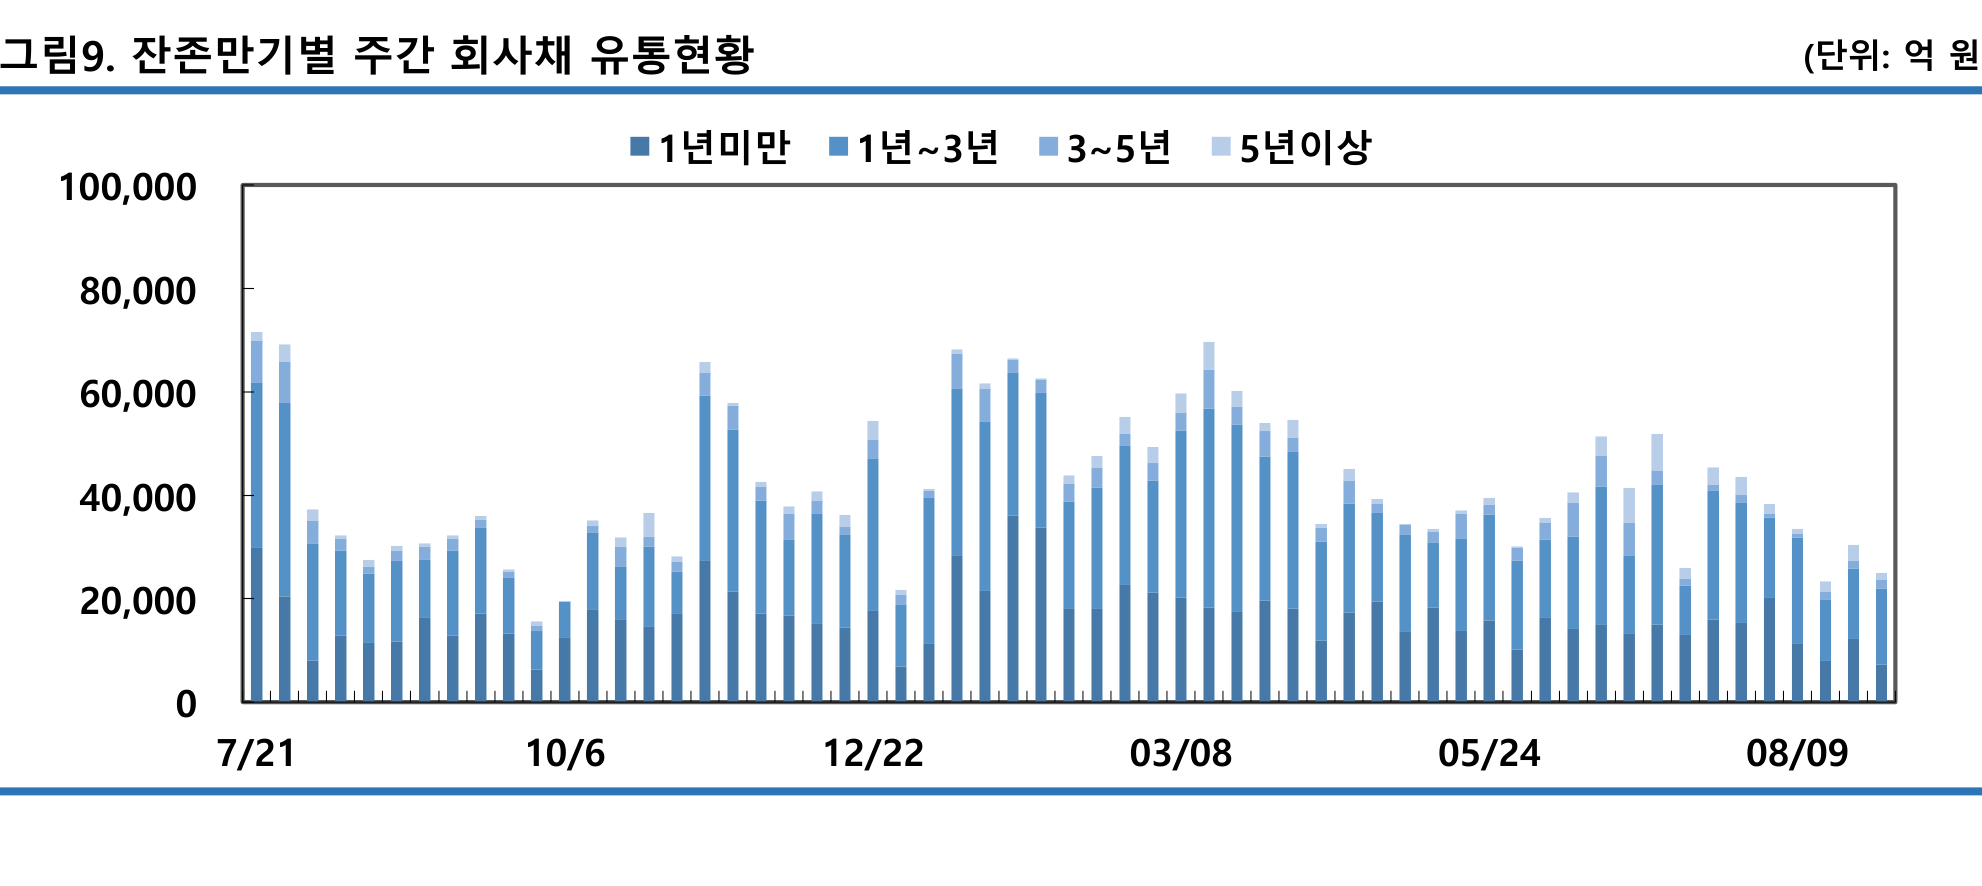 그림9. 잔존만기별 주간 회사채 유통현황
(단위: 억 원
1년미만 1년~3년 3~5년 5년이상
100,000
80,000
60,000
40,000
20,000
0
7/21 10/6 12/22 03/08 05/24 08/09